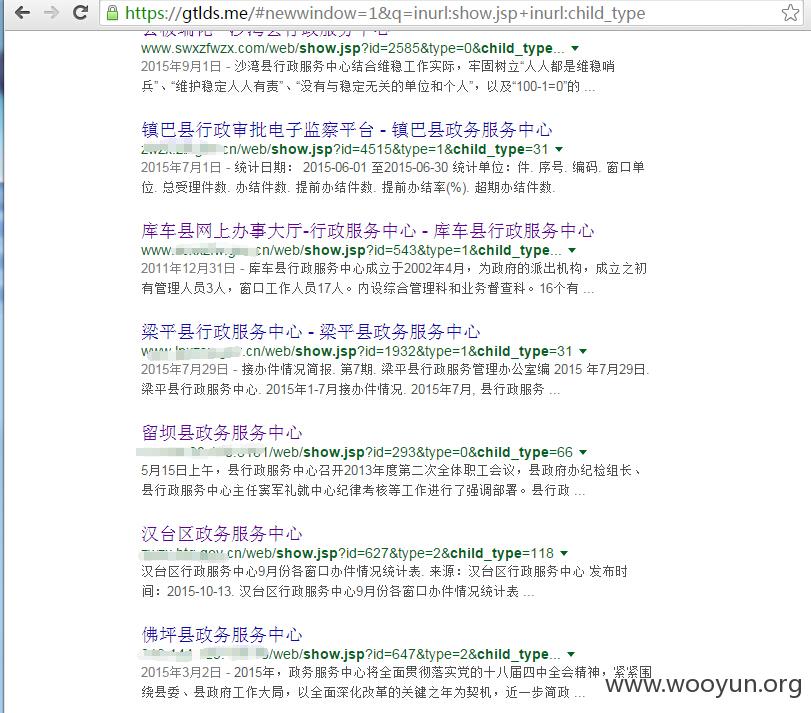 https://gtlds.me/#newwindow=1&q=inurl:show.jsp+inurl:child_type
www.swxzfwzx.com/web/show.jsp?id=2585&type=0&child_type...
2015年9月1日 - 沙湾县行政服务中心结合维稳工作实际，牢固树立“人人都是维稳哨
兵”、“维护稳定人人有责”、“没有与稳定无关的单位和个人”，以及“100-1=0”的 ...
镇巴县行政审批电子监察平台 - 镇巴县政务服务中心
cn/web/show.jsp?id=4515&type=1&child_type=31
2015年7月1日 - 统计日期： 2015-06-01 至2015-06-30 统计单位：件. 序号. 编码. 窗口单
位. 总受理件数. 办结件数. 提前办结件数. 提前办结率(%). 超期办结件数.
库车县网上办事大厅-行政服务中心 - 库车县行政服务中心
www. cn/web/show.jsp?id=543&type=1&child_type...
2011年12月31日 - 库车县行政服务中心成立于2002年4月，为政府的派出机构，成立之初
有管理人员3人，窗口工作人员17人。内设综合管理科和业务督查科。16个有 ...
梁平县行政服务中心 - 梁平县政务服务中心
.cn/web/show.jsp?id=1932&type=1&child_type=31
2015年7月29日 - 接办件情况简报. 第7期. 梁平县行政服务管理办公室编 2015 年7月29日.
梁平县行政服务中心. 2015年1-7月接办件情况. 2015年7月, 县行政服务 ...
留坝县政务服务中心
/web/show.jsp?id=293&type=0&child_type=66
5月15日上午，县行政服务中心召开2013年度第二次全体职工会议，县政府办纪检组长、
县行政服务中心主任窦军礼就中心纪律考核等工作进行了强调部署。县行政 ...
汉台区政务服务中心
.cn/web/show.jsp?id=627&type=2&child_type=118
汉台区行政服务中心9月份各窗口办件情况统计表. 来源：汉台区行政服务中心 发布时
间：2015-10-13. 汉台区行政服务中心9月份各窗口办件情况统计表 ...
佛坪县政务服务中心
/web/show.jsp?id=647&type=2&child_type...
2015年3月2日 - 2015年，政务服务中心将全面贯彻落实党的十八届四中全会精神，紧紧围
绕县委、县政府工作大局，以全面深化改革的关键之年为契机，近一步简政 ...
www.wooyun.org